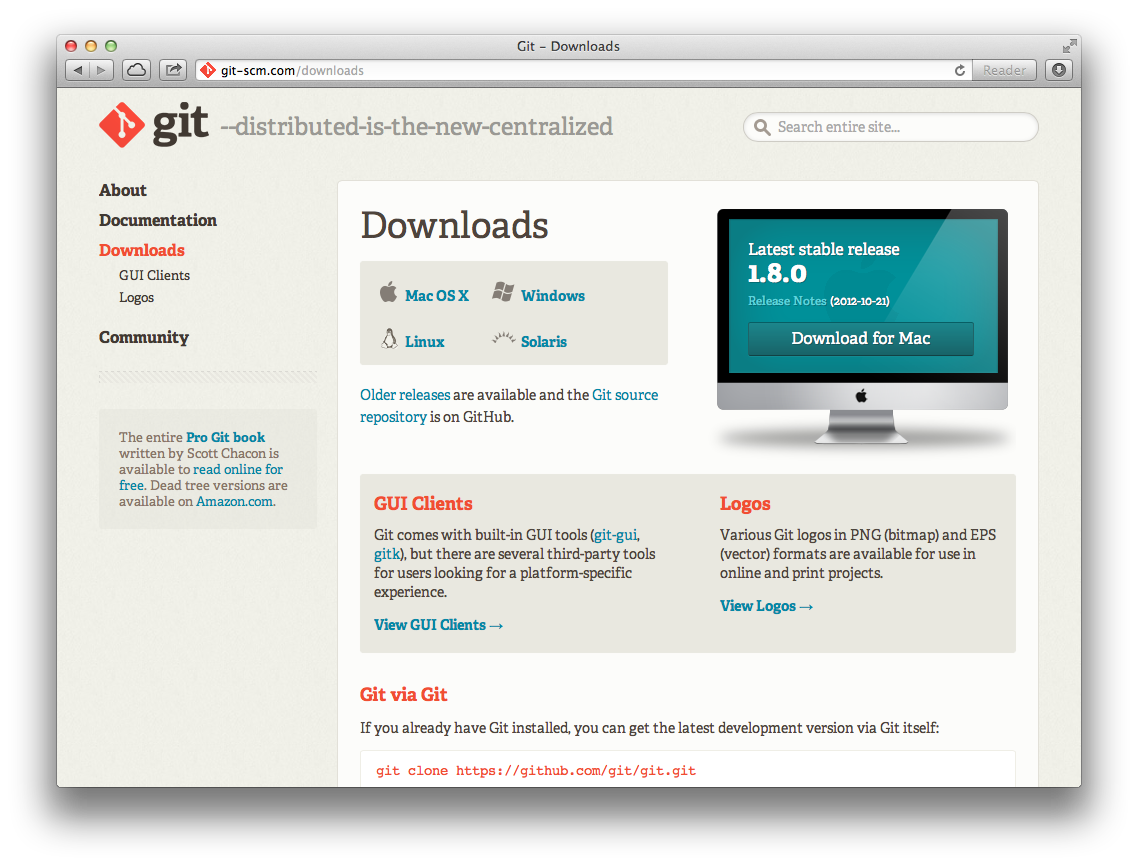 Git – Downloads
git-scm.com/downloads
Reader
git --distributed-is-the-new-centralized
Search entire site...
About
Documentation
Downloads
GUI Clients
Logos
Community
The entire Pro Git book
written by Scott Chacon is
available to read online for
free. Dead tree versions are
available on Amazon.com.
Downloads
Mac OS X
Windows
Linux
Solaris
Older releases are available and the Git source
repository is on GitHub.
Latest stable release
1.8.0
Release Notes (2012-10-21)
Download for Mac
GUI Clients
Git comes with built-in GUI tools (git-gui,
gitk), but there are several third-party tools
for users looking for a platform-specific
experience.
View GUI Clients →
Logos
Various Git logos in PNG (bitmap) and EPS
(vector) formats are available for use in
online and print projects.
View Logos →
Git via Git
If you already have Git installed, you can get the latest development version via Git itself:
git clone https://github.com/git/git.git